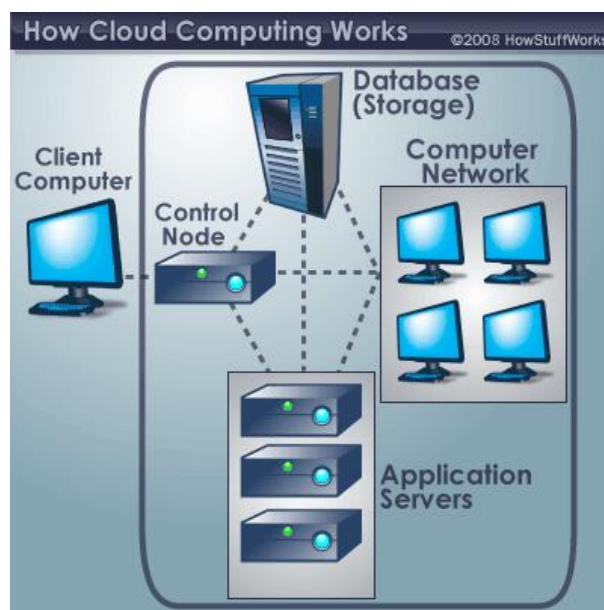 How Cloud Computing Works
©2008 HowStuffWorks
Database
(Storage)
Client
Computer
Computer
Network
Control
Node
Application
Servers